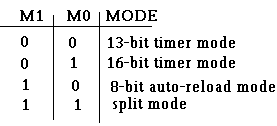 M1 M0 MODE
0 0 13-bit timer mode
0 1 16-bit timer mode
1 0 8-bit auto-reload mode
1 1 split mode